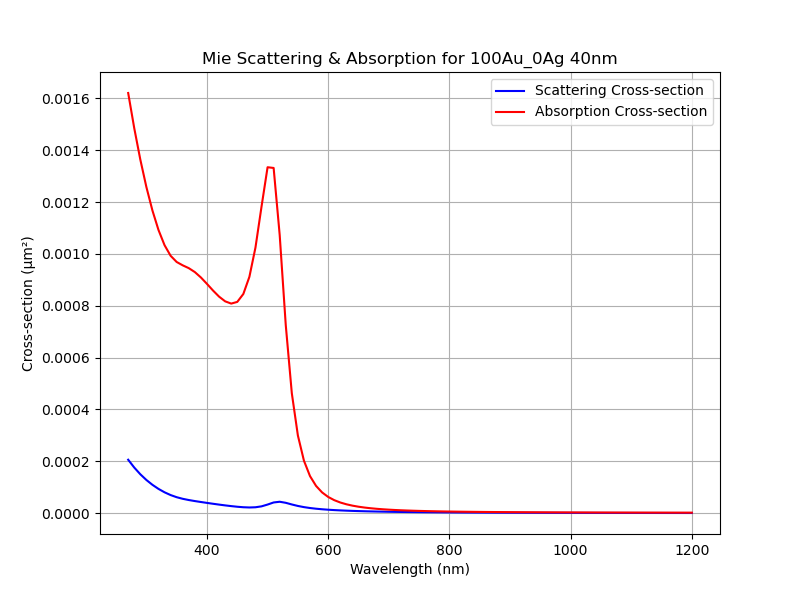 Mie Scattering & Absorption for 100Au_0Ag 40nm
Scattering Cross-section
Absorption Cross-section
0.0016
0.0014
0.0012
0.0010
0.0008
0.0006
0.0004
0.0002
0.0000
Cross-section (μm²)
400 600 800 1000 1200
Wavelength (nm)